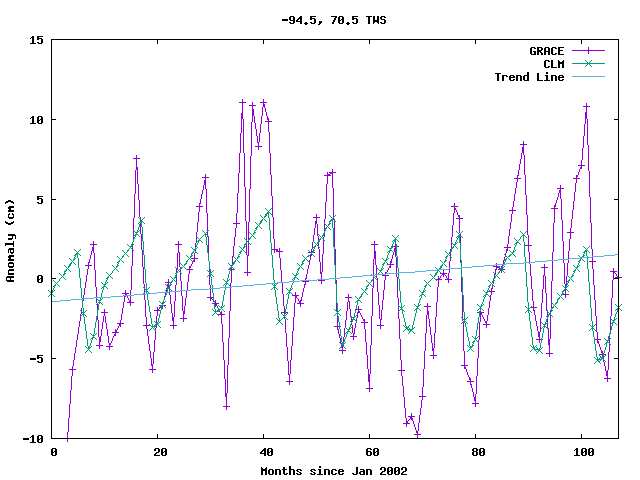 -94.5, 70.5 TWS
15
GRACE
CLM
Trend Line
10
5
Anomaly (cm)
0
-5
-10
0 20 40 60 80 100
Months since Jan 2002